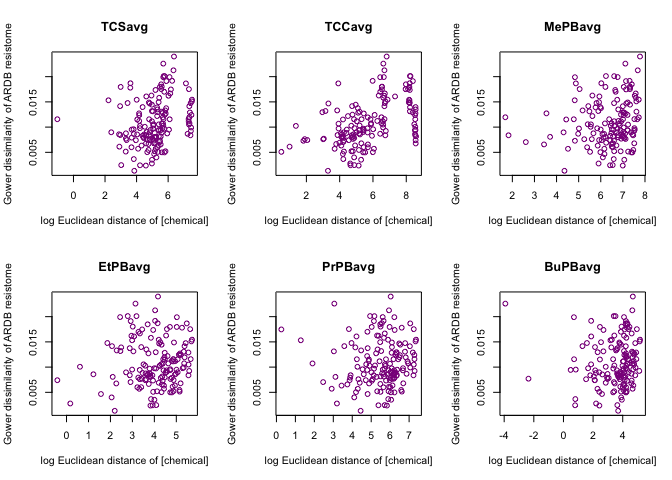 TCSavg
TCCavg
MePBavg
Gower dissimilarity of ARDB resistome
0.005 0.015
Gower dissimilarity of ARDB resistome
0.005 0.015
Gower dissimilarity of ARDB resistome
0.005 0.015
0 2 4 6
2 4 6 8
2 3 4 5 6 7 8
log Euclidean distance of [chemical]
log Euclidean distance of [chemical]
log Euclidean distance of [chemical]
EtPBavg
PrPBavg
BuPBavg
Gower dissimilarity of ARDB resistome
0.005 0.015
Gower dissimilarity of ARDB resistome
0.005 0.015
Gower dissimilarity of ARDB resistome
0.005 0.015
0 1 2 3 4 5
0 1 2 3 4 5 6 7
-4 -2 0 2 4
log Euclidean distance of [chemical]
log Euclidean distance of [chemical]
log Euclidean distance of [chemical]